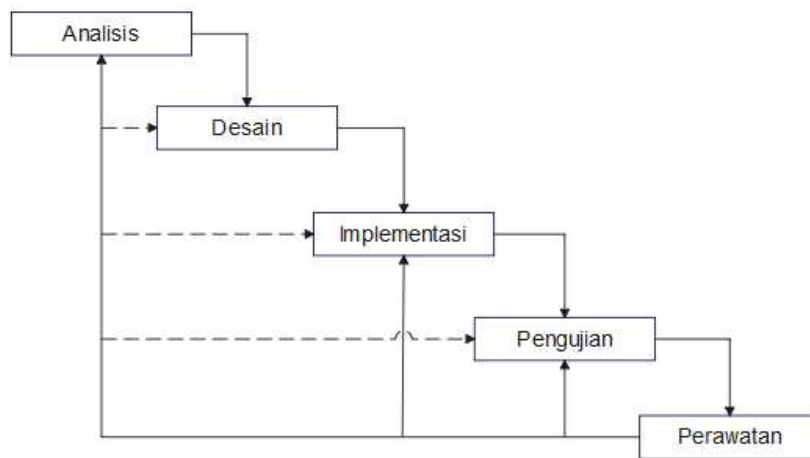 Analisis
Desain
Implementasi
Pengujian
Perawatan